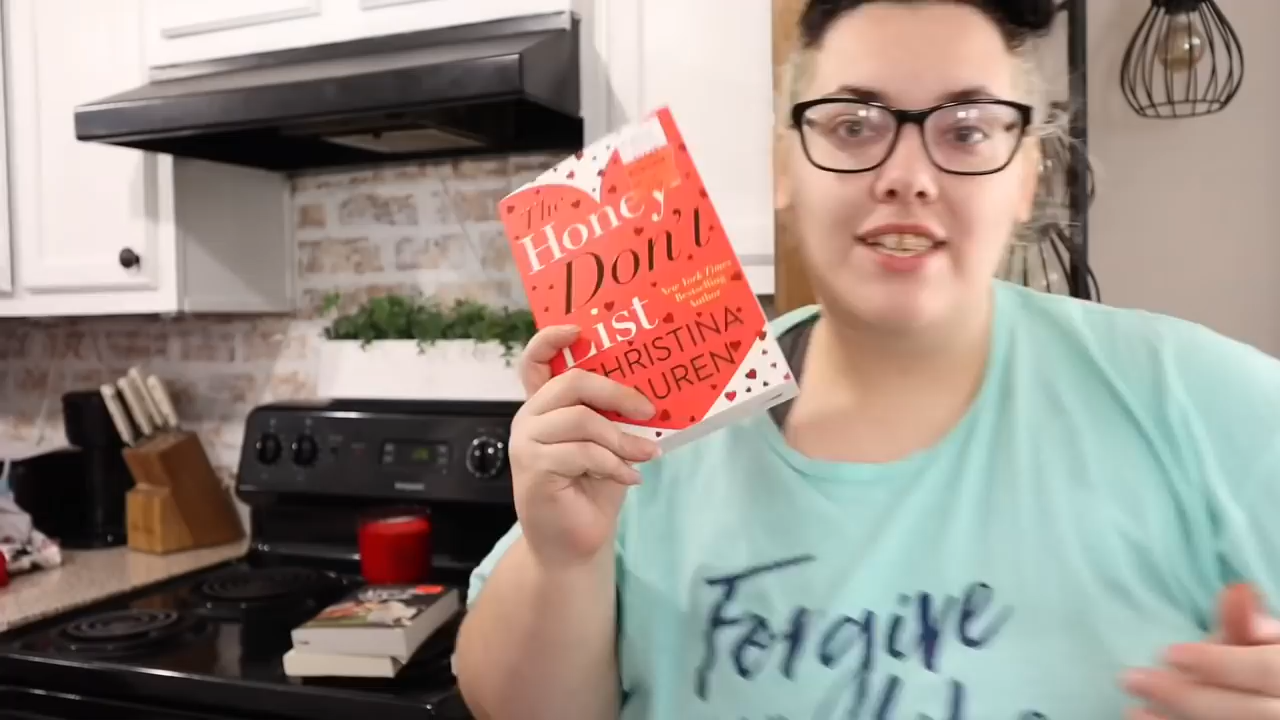 The
Honey
Don't
List
New York Times
Bestselling
Author
CHRISTINA
LAUREN
Forgive